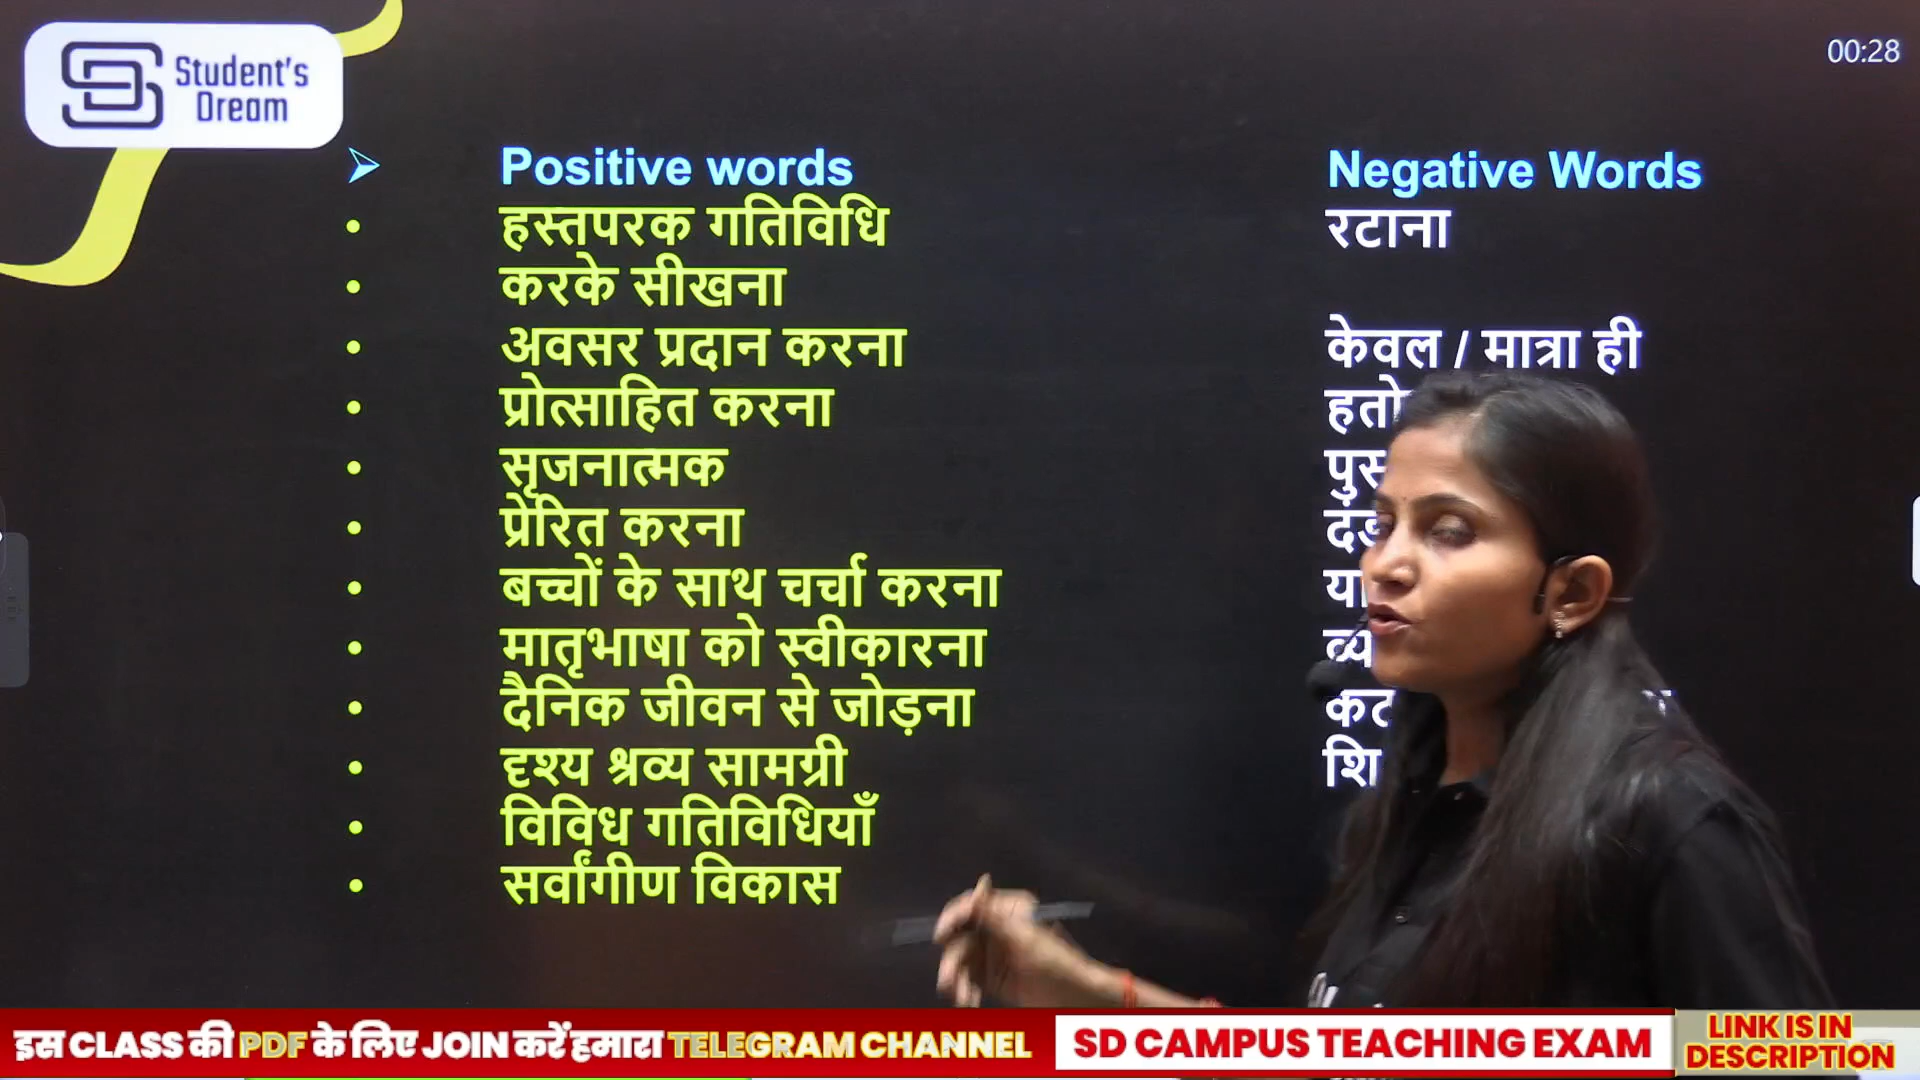 Student's
Dream
00:28
Positive words
Negative Words
हस्तपरक गतिविधि
रटाना
करके सीखना
अवसर प्रदान करना
केवल / मात्रा ही
प्रोत्साहित करना
सृजनात्मक
प्रेरित करना
बच्चों के साथ चर्चा करना
मातृभाषा को स्वीकारना
दैनिक जीवन से जोड़ना
दृश्य श्रव्य सामग्री
विविध गतिविधियाँ
सर्वांगीण विकास
इस CLASS की PDF के लिए JOIN करें हमारा TELEGRAM CHANNEL
SD CAMPUS TEACHING EXAM
LINK IS IN
DESCRIPTION